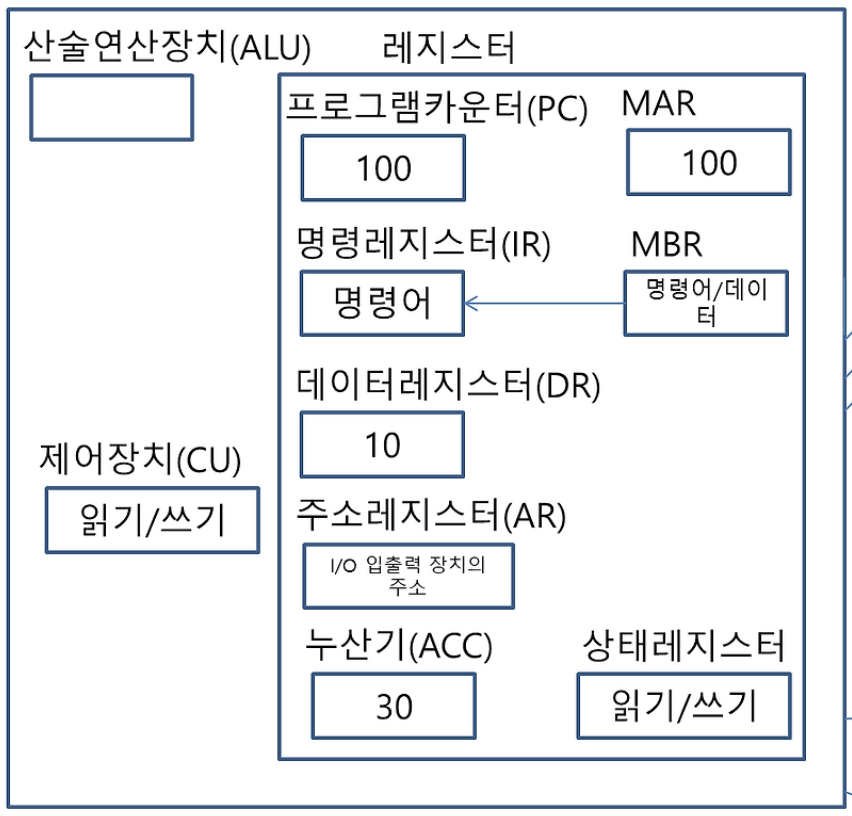 산술연산장치(ALU)
레지스터
프로그램카운터(PC)
MAR
100
100
명령레지스터(IR)
MBR
명령어
명령어/데이
터
데이터레지스터(DR)
10
제어장치(CU)
읽기/쓰기
주소레지스터(AR)
I/O 입출력 장치의
주소
누산기(ACC)
상태레지스터
30
읽기/쓰기